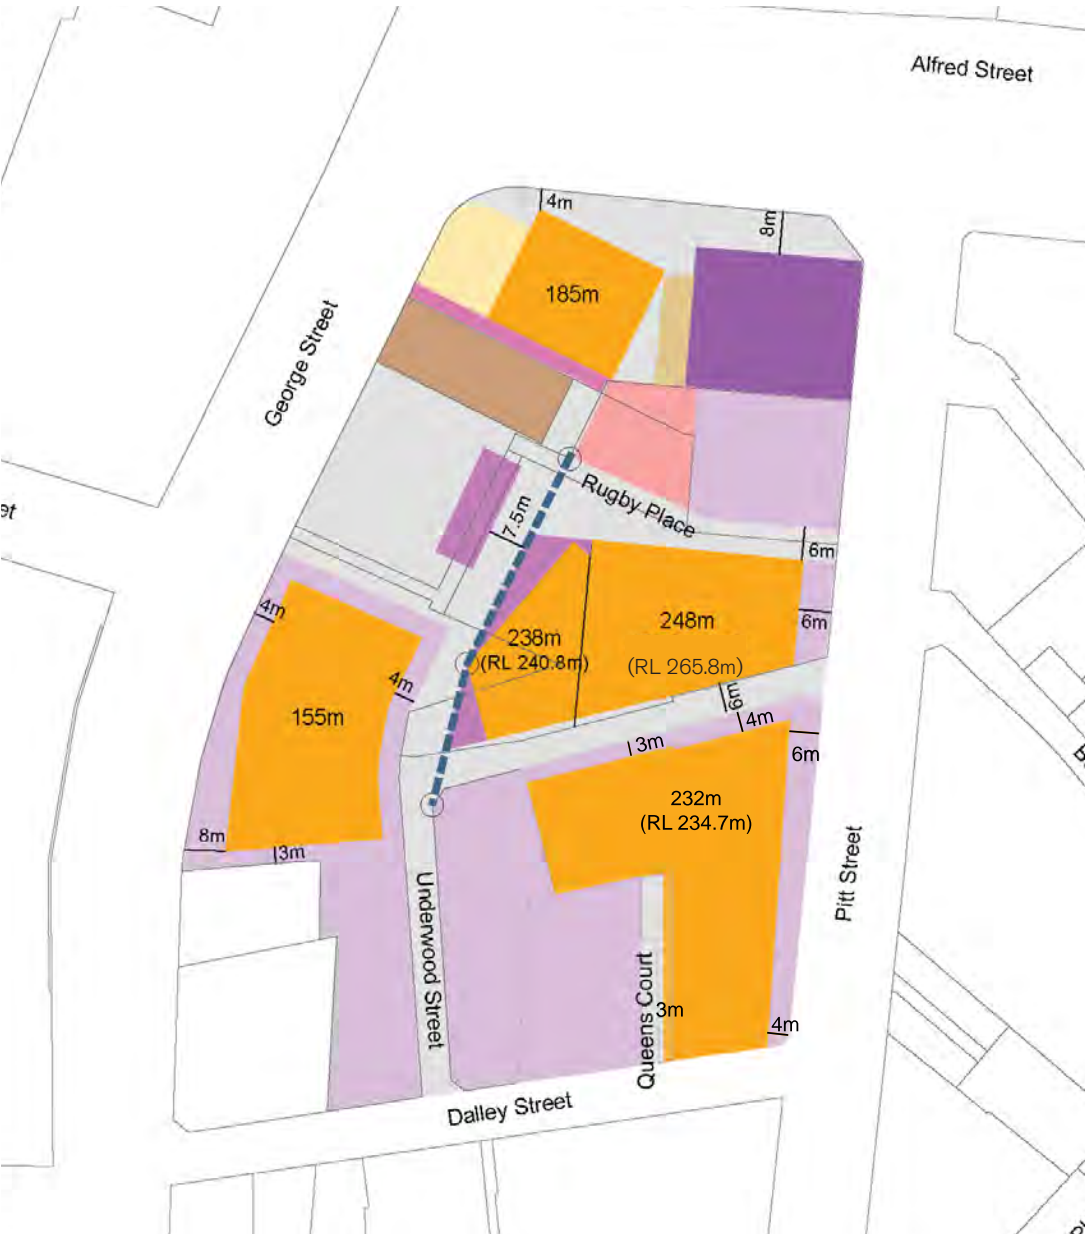 Alfred Street
4m
8m
185m
George Street
et
7.5m
Rugby Place
6m
4m
6m
248m
238m
(RL 240.8m)
(RL 265.8m)
4m
6m
155m
4m
3m
6m
232m
(RL 234.7m)
8m
3m
Pitt Street
Underwood Street
Queens Court
3m
4m
Dalley Street